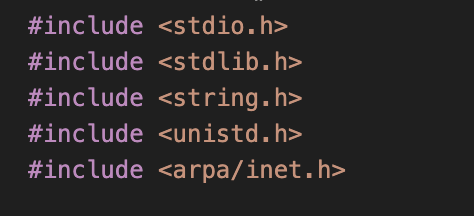 #include <stdio.h>
#include <stdlib.h>
#include <string.h>
#include <unistd.h>
#include <arpa/inet.h>